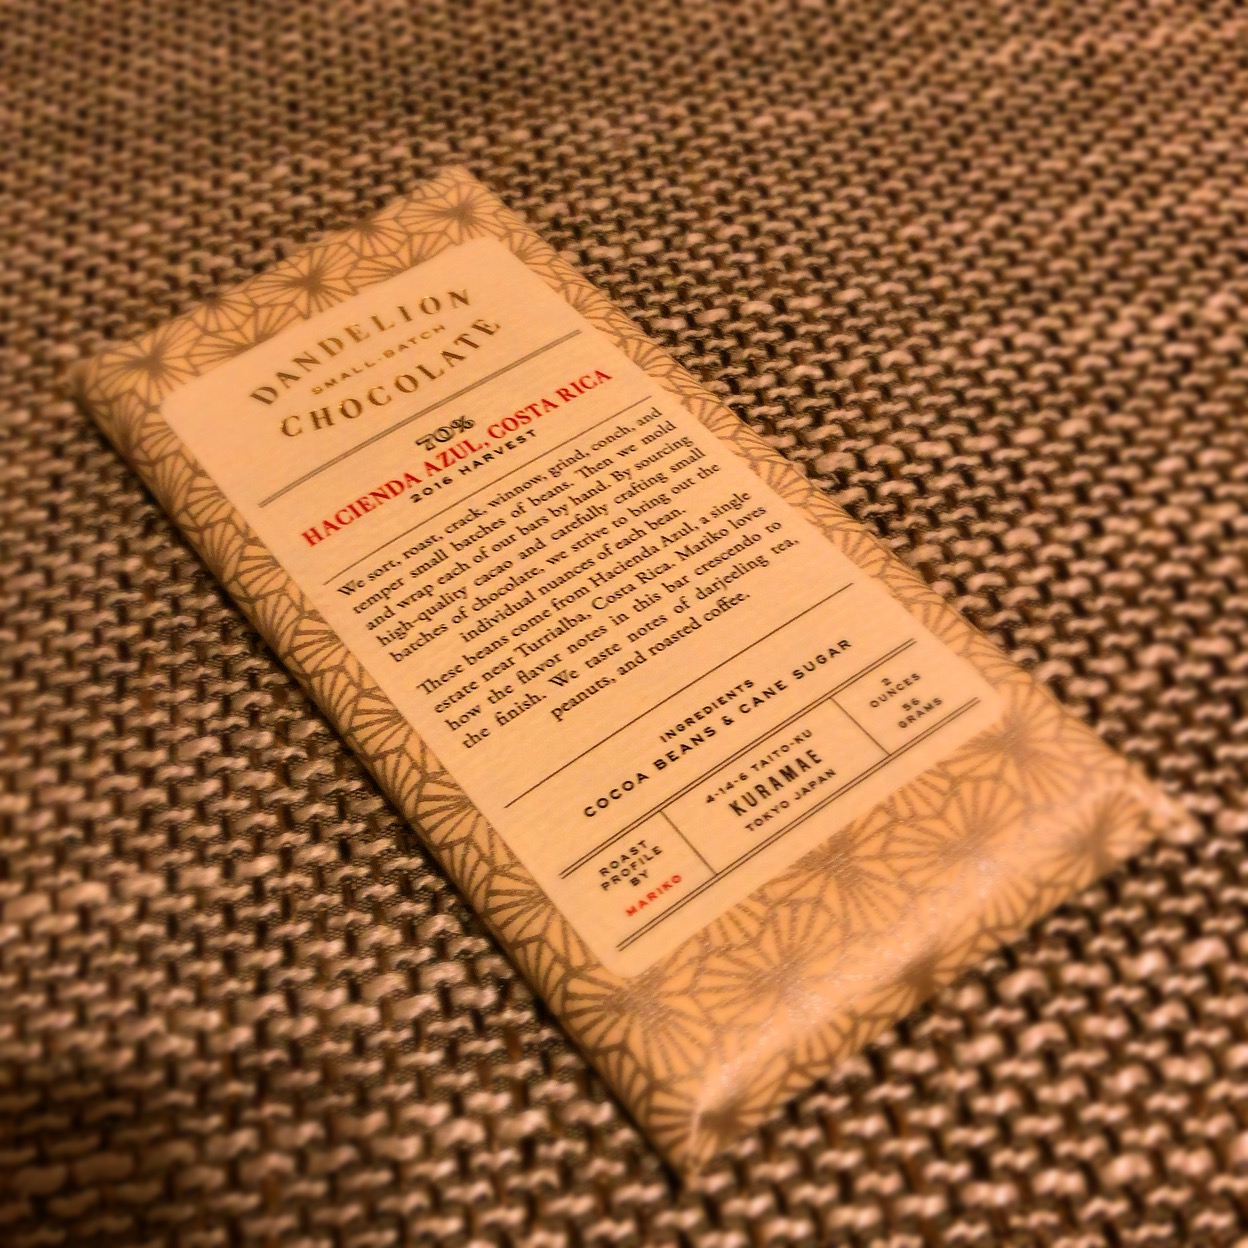 DANDELION
SMALL-BATCH
CHOCOLATE
70%
HACIENDA AZUL, COSTA RICA
2016 HARVEST
We sort, roast, crack, winnow, grind, conch, and
temper small batches of beans. Then we mold
and wrap each of our bars by hand. By sourcing
high-quality cacao and carefully crafting small
batches of chocolate, we strive to bring out the
individual nuances of each bean.
These beans come from Hacienda Azul, a single
estate near Turrialba, Costa Rica. Mariko loves
how the flavor notes in this bar crescendo to
the finish. We taste notes of darjeeling tea,
peanuts, and roasted coffee.
INGREDIENTS
COCOA BEANS & CANE SUGAR
ROAST
PROFILE
BY
MARIKO
4-14-6 TAITO-KU
KURAMAE
TOKYO JAPAN
2
OUNCES
56
GRAMS